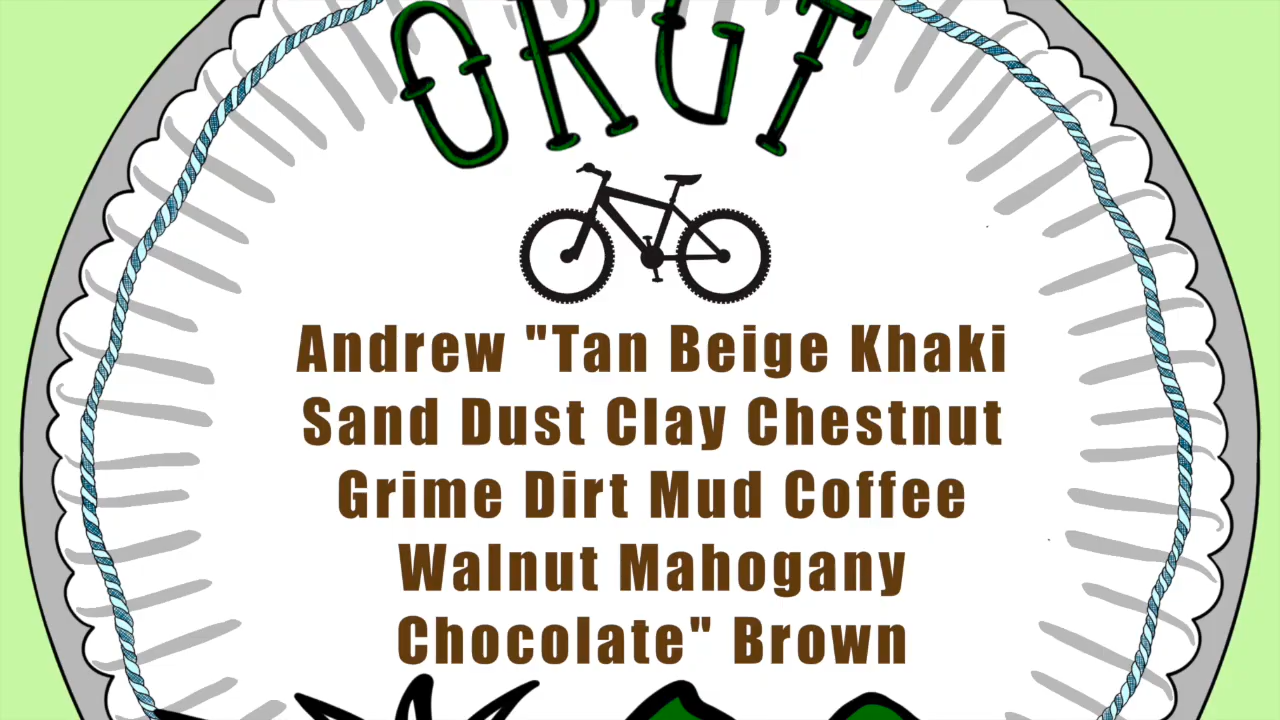 ORGT
Andrew "Tan Beige Khaki
Sand Dust Clay Chestnut
Grime Dirt Mud Coffee
Walnut Mahogany
Chocolate" Brown